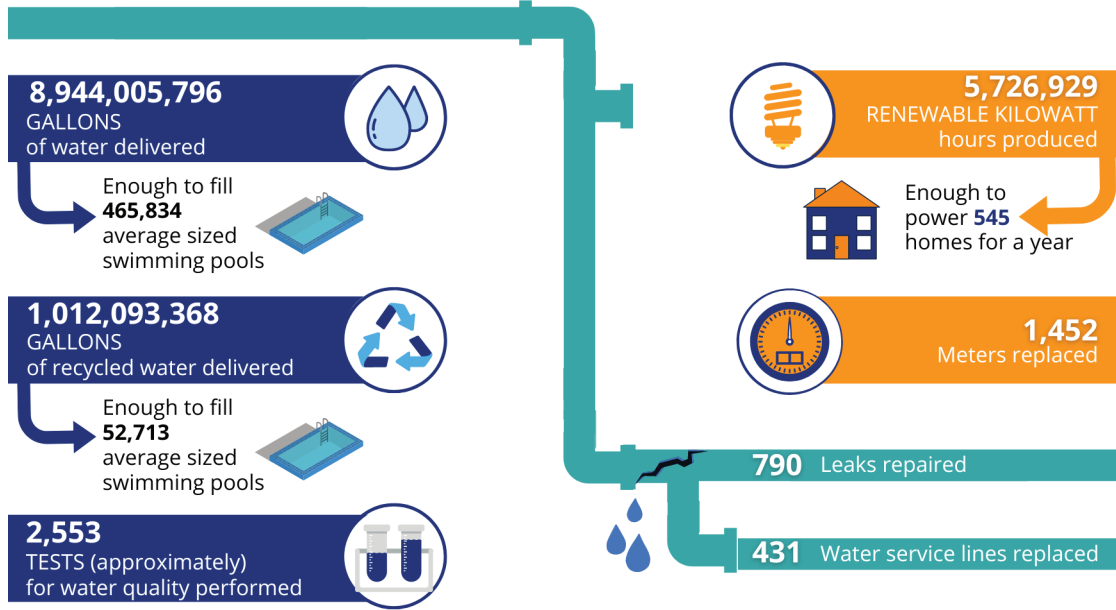 8,944,005,796
GALLONS
of water delivered
Enough to fill
465,834
average sized
swimming pools
1,012,093,368
GALLONS
of recycled water delivered
Enough to fill
52,713
average sized
swimming pools
2,553
TESTS (approximately)
for water quality performed
5,726,929
RENEWABLE KILOWATT
hours produced
Enough to
power 545
homes for a year
1,452
Meters replaced
790 Leaks repaired
431 Water service lines replaced